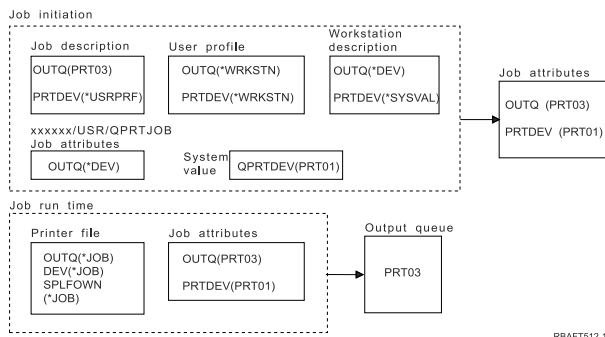 Job initiation
Job description
OUTQ(PRT03)
PRTDEV(*USRPRF)
User profile
OUTQ(*WRKSTN)
PRTDEV(*WRKSTN)
Workstation
description
OUTQ(*DEV)
PRTDEV(*SYSVAL)
Job attributes
OUTQ (PRT03)
PRTDEV (PRT01)
xxxxxx/USR/QPRTJOB
Job attributes
OUTQ(*DEV)
System
value
QPRTDEV(PRT01)
Job run time
Printer file
OUTQ(*JOB)
DEV(*JOB)
SPLFOWN
(*JOB)
Job attributes
OUTQ(PRT03)
PRTDEV(PRT01)
Output queue
PRT03
RBAFT512-1